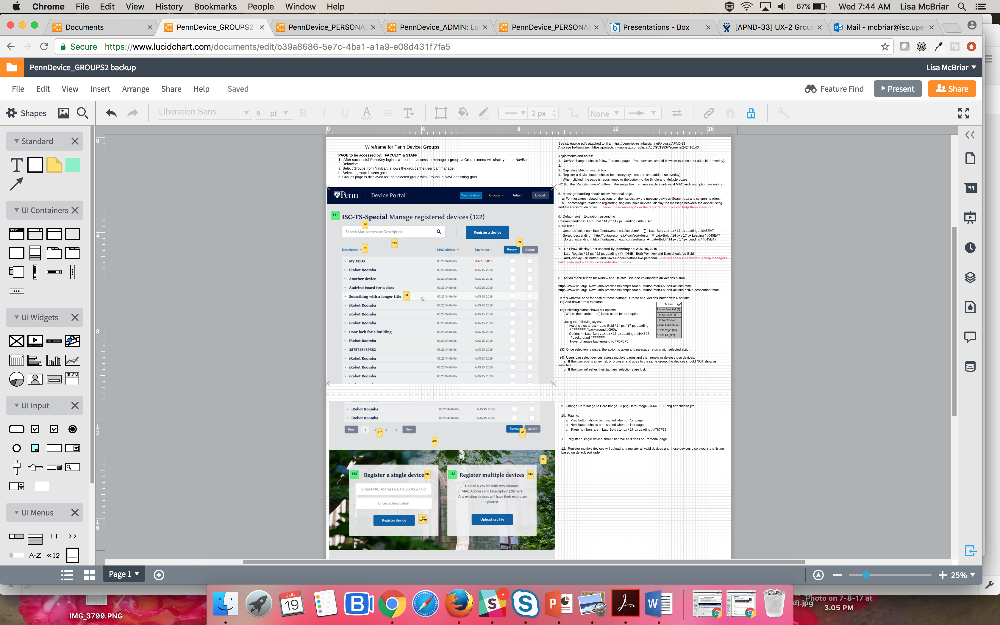 Chrome File Edit View History Bookmarks People Window Help 67% Wed 7:44 AM Lisa McBriar
Documents PennDevice_GROUPS2 PennDevice_PERSONAL PennDevice_ADMIN: Lu PennDevice_PERSONAL Presentations - Box [APND-33] UX-2 Group Mail - mcbriar@isc.upe
Secure https://www.lucidchart.com/documents/edit/b39a8686-5e7c-4ba1-a1a9-e08d431f7fa5
PennDevice_GROUPS2 backup Lisa McBriar
File Edit View Insert Arrange Share Help Saved Feature Find Present Share
Shapes Liberation Sans 8 pt B I U A T 2 px None
0 4 8 12 16
Standard
UI Containers
UI Widgets
UI Input
UI Menus
A-Z <<12
0
4
8
12
16
Wireframe for Penn Device: Groups
PAGE to be accessed by: FACULTY & STAFF
1. After successful PennKey login, if a user has access to manage a group, a Groups menu will display in the NavBar.
2. Behavior:
a. Select Groups from NavBar; shows the groups the user can manage.
b. Select a group; it turns gold.
c. Groups page is displayed for the selected group with Groups in NavBar turning gold.
Penn Device Portal Your devices Groups Admin Logout
H1 ISC-TS-Special Manage registered devices (322)
#3
Search Mac address or Description Register a device
#5a. #8
Description #6 MAC address Expiration Renew Delete
My XBOX 03:23:34:86:06 JUN 15, 2017
iRobot Roomba 03:23:34:86:06 AUG 15, 2018
Another device 03:23:34:86:06 AUG 15, 2018
Audrino board for a class 03:23:34:86:06 AUG 15, 2018
Something with a longer title #7 03:23:34:86:06 AUG 15, 2018
iRobot Roomba 03:23:34:86:06 AUG 15, 2018
iRobot Roomba 03:23:34:86:06 AUG 15, 2018
iRobot Roomba 03:23:34:86:06 AUG 15, 2018
Door lock for a building 03:23:34:86:06 AUG 15, 2018
iRobot Roomba 03:23:34:86:06 AUG 15, 2018
3875728439582 03:23:34:86:06 AUG 15, 2018
iRobot Roomba 03:23:34:86:06 AUG 15, 2018
iRobot Roomba 03:23:34:86:06 AUG 15, 2018
iRobot Roomba 03:23:34:86:06 AUG 15, 2018
iRobot Roomba 03:23:34:86:06 AUG 15, 2018
iRobot Roomba 03:23:34:86:06 AUG 15, 2018
Prev 1 2 #10 3 4 Next Renew #8 Delete
#5b.
#9
H3 Register a single device #11
Enter MAC address e.g. 01:23:45:67:89
Enter a description
Register device #4 NOTE
H3 Register multiple devices #12
Upload a .csv file with two columns:
MAC Address and Description (20char).
Any existing devices will have their expiraton
updated.
Upload .csv file
See styleguide pdfs attached to jira https://penn-isc-es.atlassian.net/browse/APND-33
Also see InVision link: https://projects.invisionapp.com/share/A5CGV1383#/screens/242416140
Adjustments and notes:
1. NavBar changes should follow Personal page. 'Your devices' should be white (screen shot adds blue overlay).
2.
3. Capitalize MAC in search box.
4. Register a device button should be primary style (screen shot adds blue overlay).
When clicked, the page is repositioned to the bottom to the Single and Multiple boxes.
NOTE: the 'Register device' button in the single box, remains inactive until valid MAC and description are entered.
5. Message handling should follow Personal page.
a. For messages related to actions on the list, display the messge between Search box and column headers.
b. For messages related to registering single/multiple devices, display the message between the device listing
and the Registration boxes. ... show these messages in the registration boxes to help them stand out.
6. Default sort = Expiration, ascending
Column headings: Lato-Bold / 14 px / 17 px Leading / #045EA7
ARROWS:
Unsorted columns = http://fontawesome.io/icon/sort/ Lato-Bold / 14 px / 17 px Leading / #045EA7
Sorted descending = http://fontawesome.io/icon/sort-desc/ Lato-Bold / 14 px / 17 px Leading / #045EA7
Sorted ascending = http://fontawesome.io/icon/sort-asc/ Lato-Bold / 14 px / 17 px Leading / #045EA7
7. On Show, display 'Last updated by: pennkey on: AUG 15, 2016
Lato-Regular / 13 px / 22 px Leading / #44464B Both Pennkey and Date should be Bold
And, display Edit button and Save/Cancel buttons like personal.... Do not show Edit button: group managers
will delete and add device to redo descriptions.
8 Action menu button for Renew and Delete: Use one column with an Actions button.
https://www.w3.org/TR/wai-aria-practices/examples/menu-button/menu-button-actions.html
https://www.w3.org/TR/wai-aria-practices/examples/menu-button/menu-button-actions-active-descendant.html
Here's what we need for each of these buttons: Create one 'Actions' button with 6 options
(1) Add down arrow to button
(2) Selecting button shows six options:
Where the number in ( ) is the count for that option.
Using the following styles:
Actions plus arrow = Lato-Bold / 14 px / 17 px Leading
/ #FFFFFF / background #0f60a4
Options = Lato-Bold / 14 px / 17 px Leading / #44464B
/ background #FFFFFF
Hover changes background to #F5F5F5
Actions
Renew Selected (2)
Renew Page (25)
Renew All (322)
Delete Selected (2)
Delete Page (25)
Delete All (322)
(3) Once selection is made, the action is taken and message returns with selected action.
(4) Users can select devices across mutliple pages and then renew or delete those devices.
a. If the user opens a new tab or browser and goes to the same group, the devices should NOT show as
selected.
b. If the user refreshes their tab, any selections are lost.
9. Change Hero image to Hero Image - 3.png/Hero-Image---3-MOBILE.png attached to jira
10. Paging:
a. Prev button should be disabled when on 1st page.
b. Next button should be disabled when on last page.
c. Page numbers are: Lato-Bold / 14 px / 17 px Leading / #787F95
11. Register a single device should behave as it does on Personal page.
12. Register multiple devices will upload and register all valid devices and those devices displayed in the listing
based on default sort order.
Page 1 25%
JUL 19
IMG_3799.PNG
Photo on 7-8-17 at
3.05 PM
d).jpg